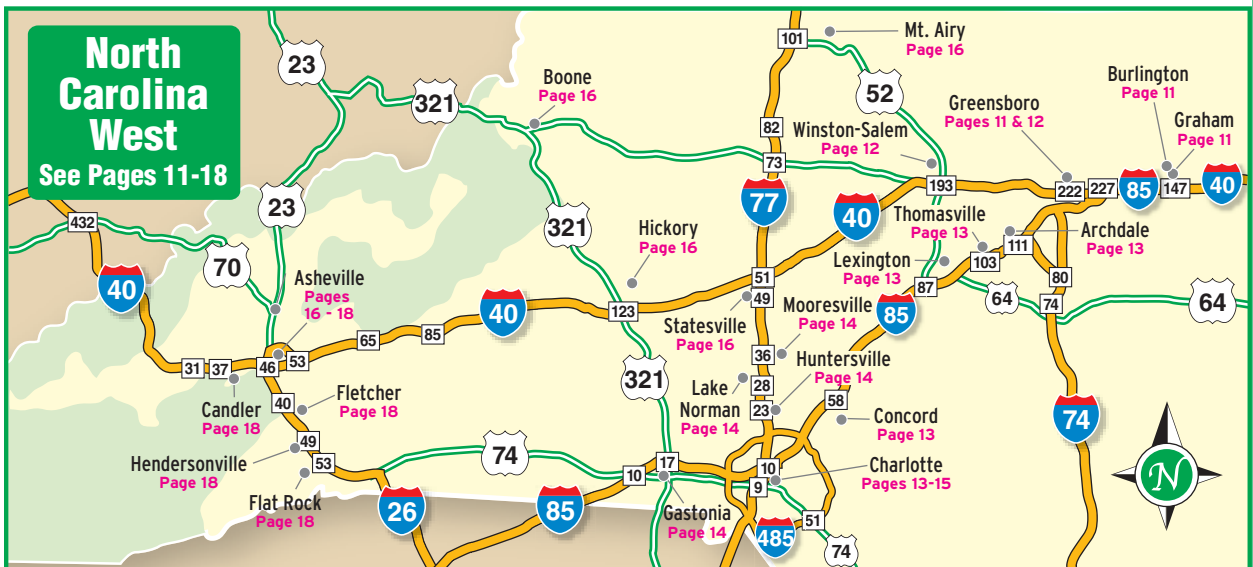 North
Carolina
West
See Pages 11-18
23
321
Boone
Page 16
101
Mt. Airy
Page 16
52
82
Winston-Salem
Page 12
Greensboro
Pages 11 & 12
Burlington
Page 11
Graham
Page 11
73
193
222
227
85
147
40
432
23
77
40
321
Hickory
Page 16
Thomasville
Page 13
Archdale
Page 13
111
103
Lexington
Page 13
70
40
Asheville
Pages
16 - 18
51
49
87
80
74
64
64
40
123
Statesville
Page 16
Mooresville
Page 14
85
31
37
46
53
65
85
36
Huntersville
Page 14
321
Lake
Norman
Page 14
28
23
58
Candler
Page 18
40
Fletcher
Page 18
Concord
Page 13
74
49
Hendersonville
Page 18
53
74
17
10
10
9
Charlotte
Pages 13-15
N
Flat Rock
Page 18
26
85
Gastonia
Page 14
485
51
74